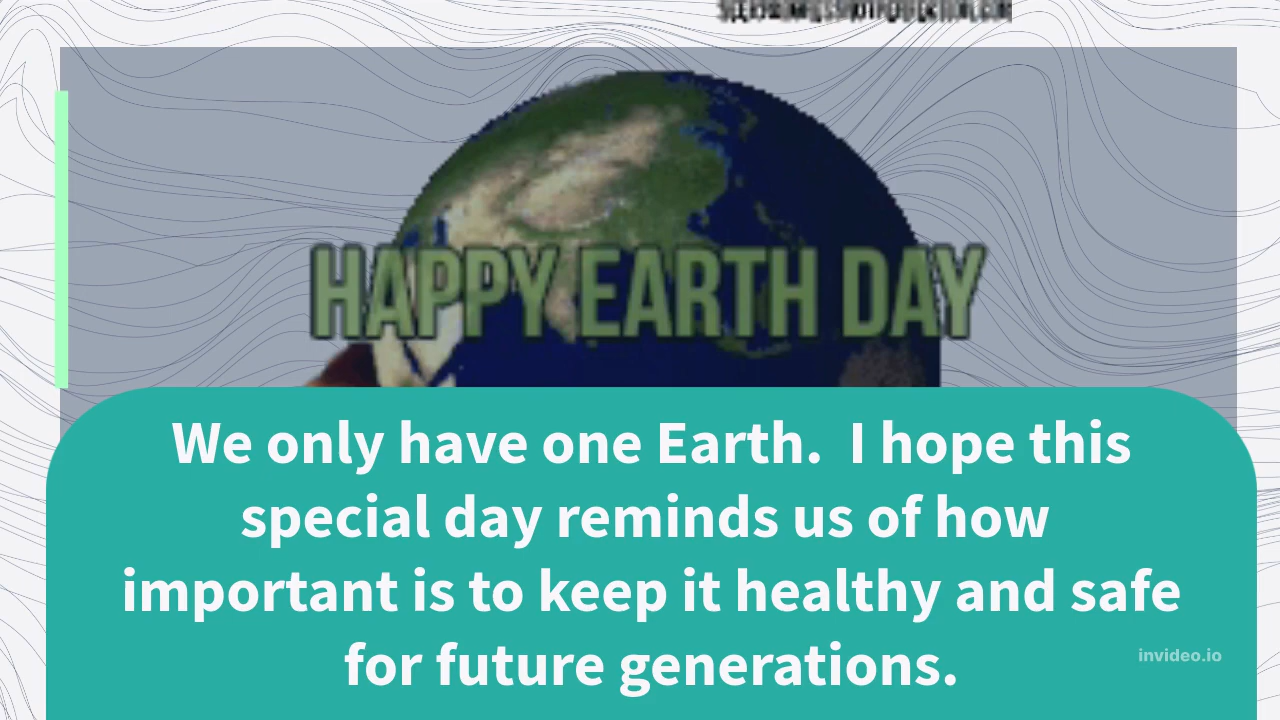 HAPPY EARTH DAY
We only have one Earth.  I hope this
special day reminds us of how
important is to keep it healthy and safe
for future generations.
invideo.io